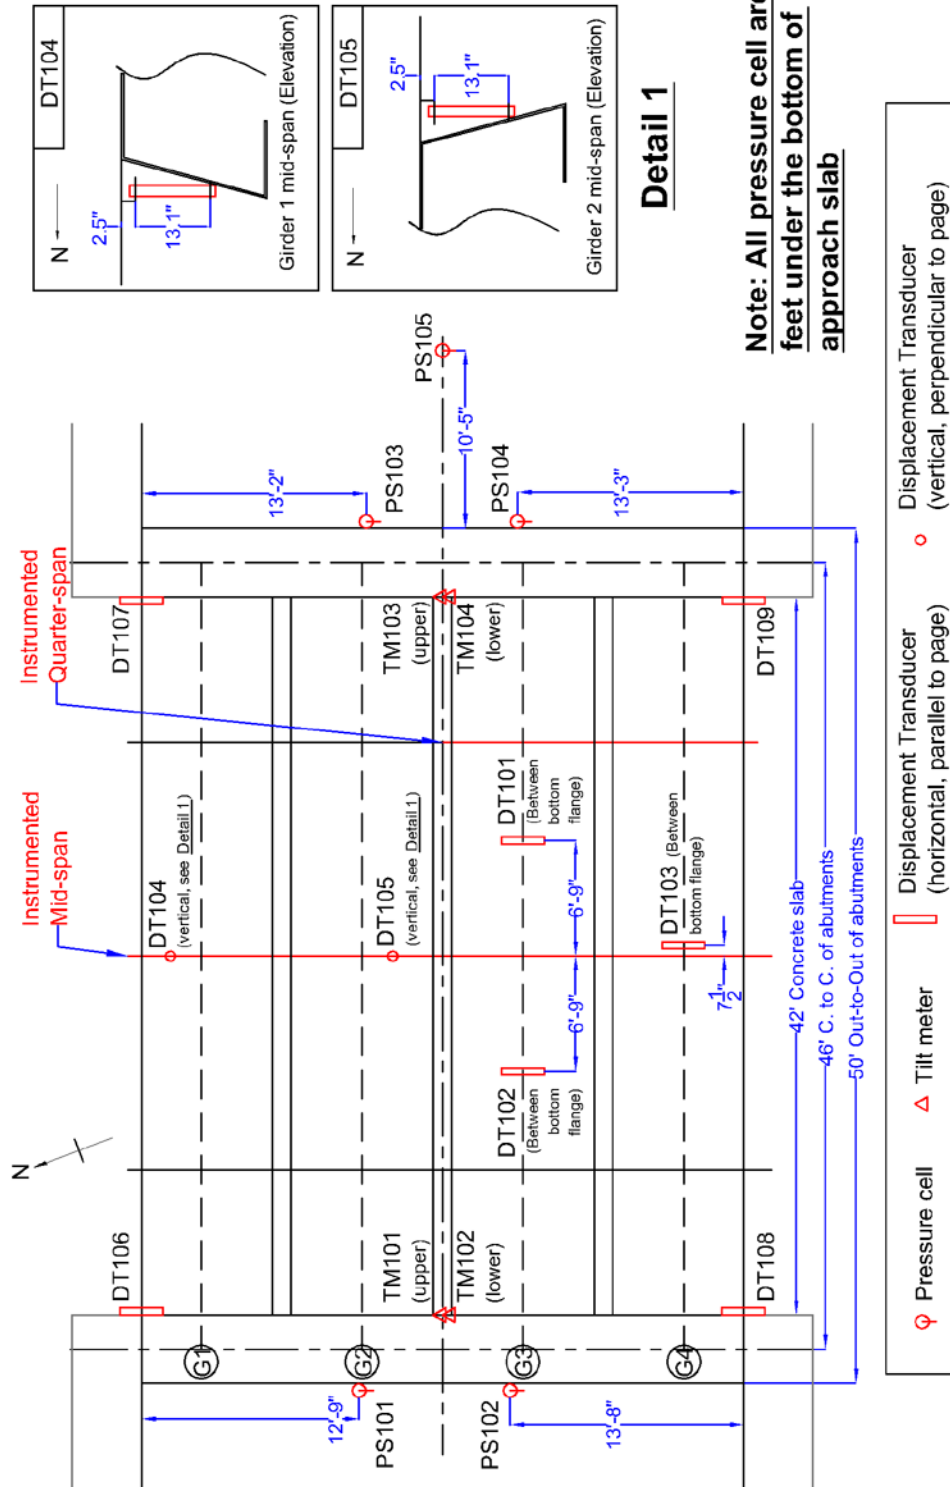 Instrumented
Mid-span
Instrumented
Quarter-span
N
DT106
DT104
(vertical, see Detail 1)
DT107
G1
12'-9"
13'-2"
PS101
G2
TM101
(upper)
DT105
(vertical, see Detail 1)
TM103
(upper)
PS103
PS105
10'-5"
TM102
(lower)
TM104
(lower)
PS102
G3
DT102
(Between
bottom
flange)
6'-9"
6'-9"
DT101
(Between
bottom
flange)
PS104
13'-8"
13'-3"
G4
DT103 (Between
bottom flange)
7 1/2"
DT108
DT109
42' Concrete slab
46' C. to C. of abutments
50' Out-to-Out of abutments
DT104
N
2.5"
13.1"
Girder 1 mid-span (Elevation)
DT105
N
2.5"
13.1"
Girder 2 mid-span (Elevation)
Detail 1
Note: All pressure cell are
feet under the bottom of
approach slab
Pressure cell
Tilt meter
Displacement Transducer
(horizontal, parallel to page)
Displacement Transducer
(vertical, perpendicular to page)